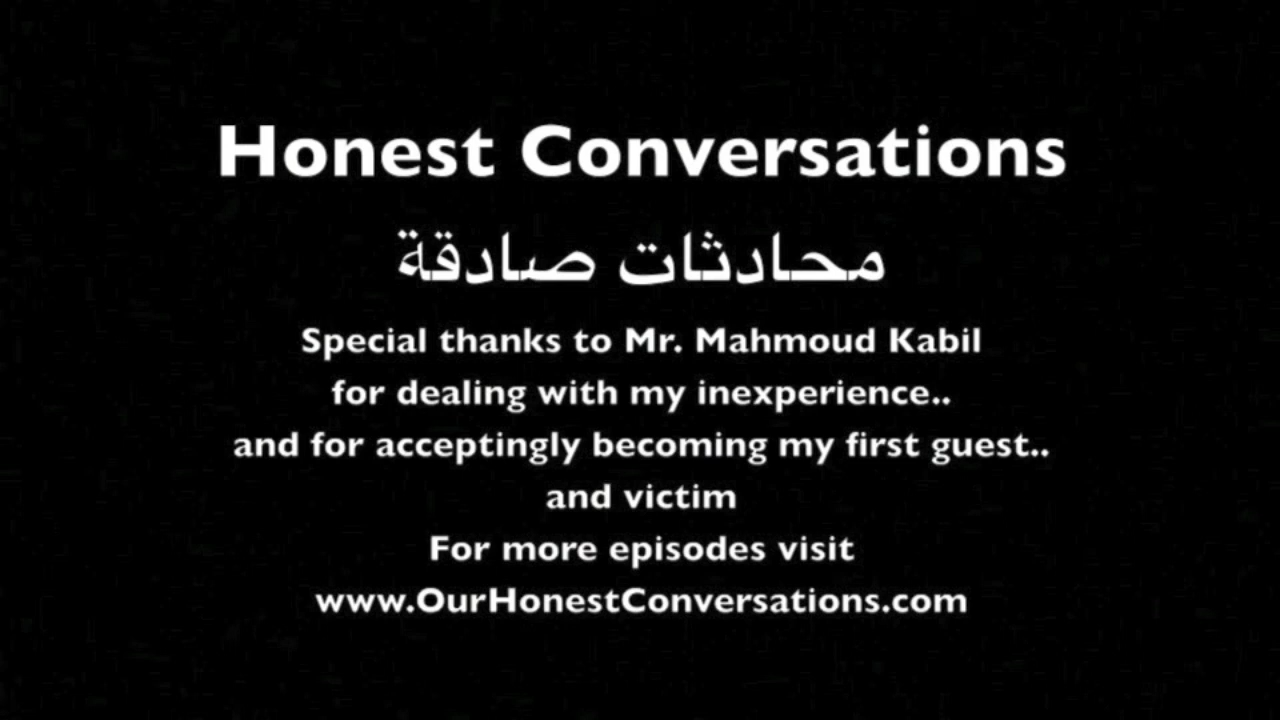 Honest Conversations
محادثات صادقة
Special thanks to Mr. Mahmoud Kabil
for dealing with my inexperience..
and for acceptingly becoming my first guest..
and victim
For more episodes visit
www.OurHonestConversations.com